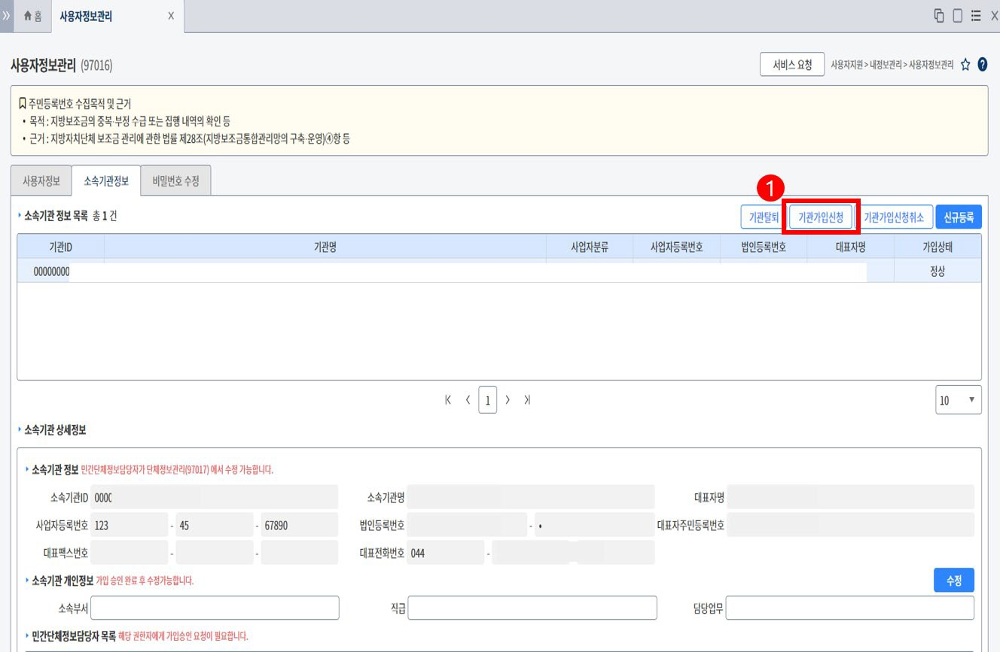 홈 사용자정보관리 X
사용자정보관리 (97016) 서비스 요청 사용자지원 > 내정보관리 > 사용자정보관리 ?
주민등록번호 수집목적 및 근거
• 목적 : 지방보조금의 중복·부정 수급 또는 집행 내역의 확인 등
• 근거 : 지방자치단체 보조금 관리에 관한 법률 제28조(지방보조금통합관리망의 구축·운영)④항 등
사용자정보 소속기관정보 비밀번호 수정
1
소속기관 정보 목록 총 1 건 기관탈퇴 기관가입신청 기관가입신청취소 신규등록
기관ID 기관명 사업자분류 사업자등록번호 법인등록번호 대표자명 가입상태
00000000 정상
1 10
소속기관 상세정보
소속기관 정보 민간단체정보담당자가 단체정보관리(97017) 에서 수정 가능합니다.
소속기관ID 0000 소속기관명 대표자명
사업자등록번호 123 - 45 - 67890 법인등록번호 - • 대표자주민등록번호
대표팩스번호 - - 대표전화번호 044 -
소속기관 개인정보 가입 승인 완료 후 수정가능합니다. 수정
소속부서 직급 담당업무
민간단체정보담당자 목록 해당 권한자에게 가입승인 요청이 필요합니다.